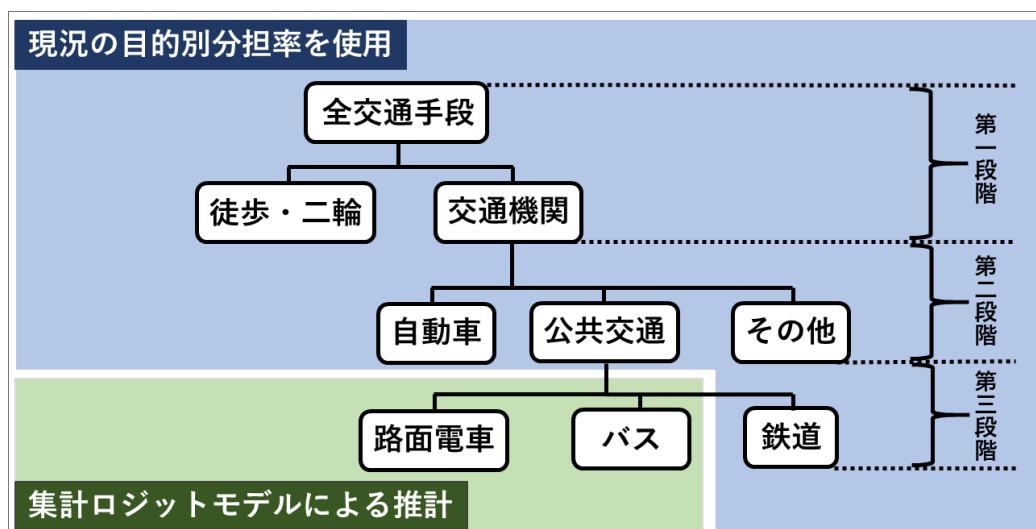 現況の目的別分担率を使用
全交通手段
第一段階
徒歩・二輪
交通機関
第二段階
自動車
公共交通
その他
第三段階
路面電車
バス
鉄道
集計ロジットモデルによる推計